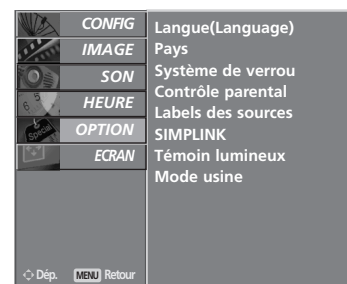 CONFIG
IMAGE
SON
HEURE
OPTION
ECRAN
Langue(Language)
Pays
Système de verrou
Contrôle parental
Labels des sources
SIMPLINK
Témoin lumineux
Mode usine
Dép. MENU Retour